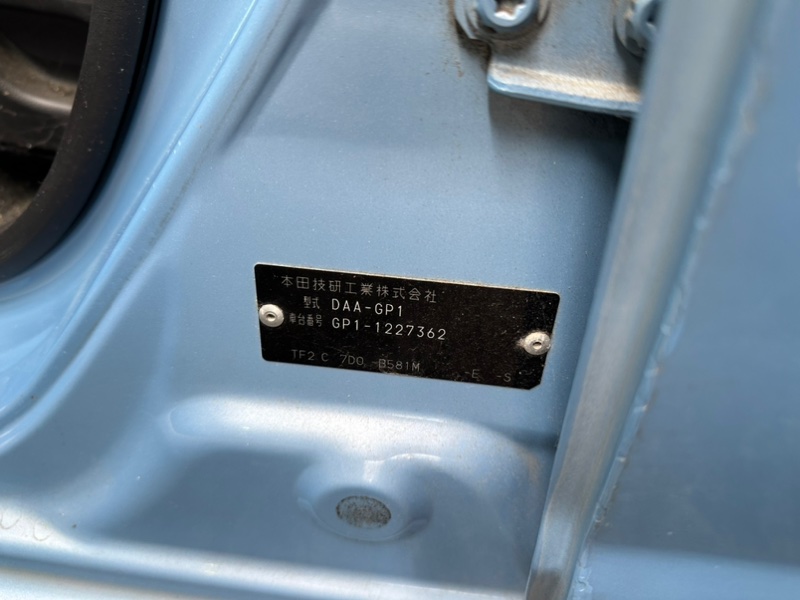 本田技研工業株式会社
型式 DAA-GP1
車台番号 GP1-1227362
TF2 C 7D0 -B581M -E -S